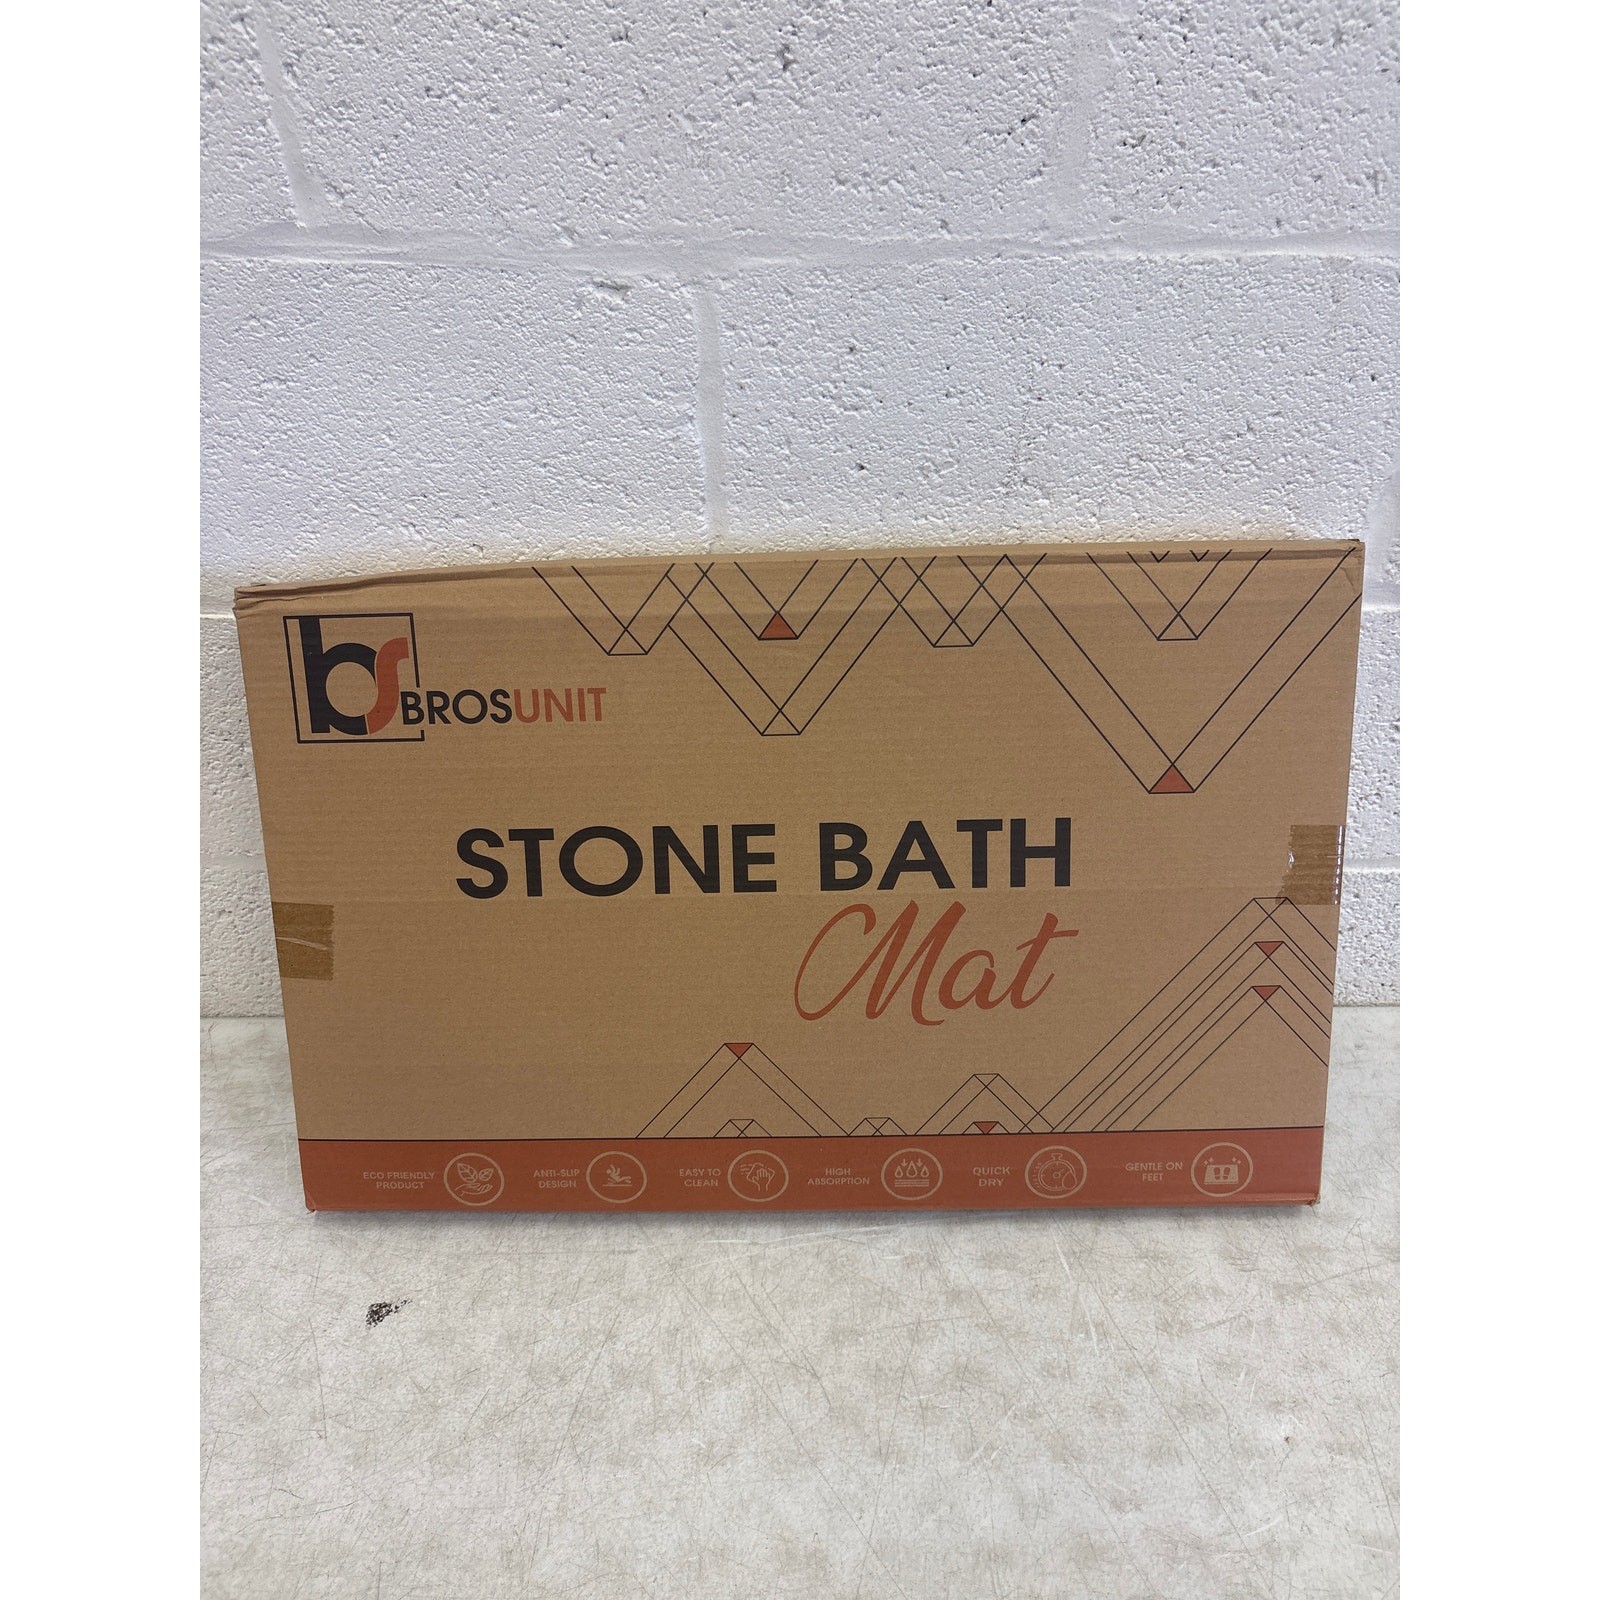 bs
BROSUNIT
STONE BATH
Mat
ECO FRIENDLY
PRODUCT
ANTI-SLIP
DESIGN
EASY TO
CLEAN
HIGH
ABSORPTION
QUICK
DRY
GENTLE ON
FEET